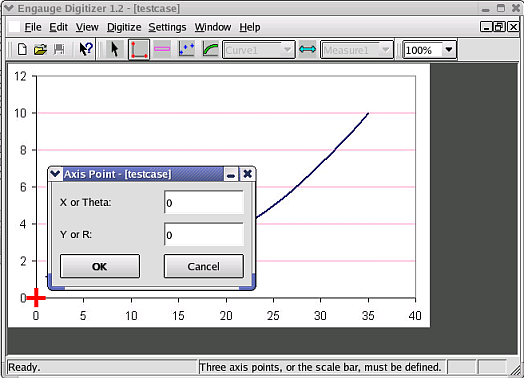 Engauge Digitizer 1.2 - [testcase]
File Edit View Digitize Settings Window Help
Curve1 Measure1 100%
12
10
8
6
4
2
0
Axis Point - [testcase]
X or Theta: 0
Y or R: 0
OK Cancel
0 5 10 15 20 25 30 35 40
Ready. Three axis points, or the scale bar, must be defined.